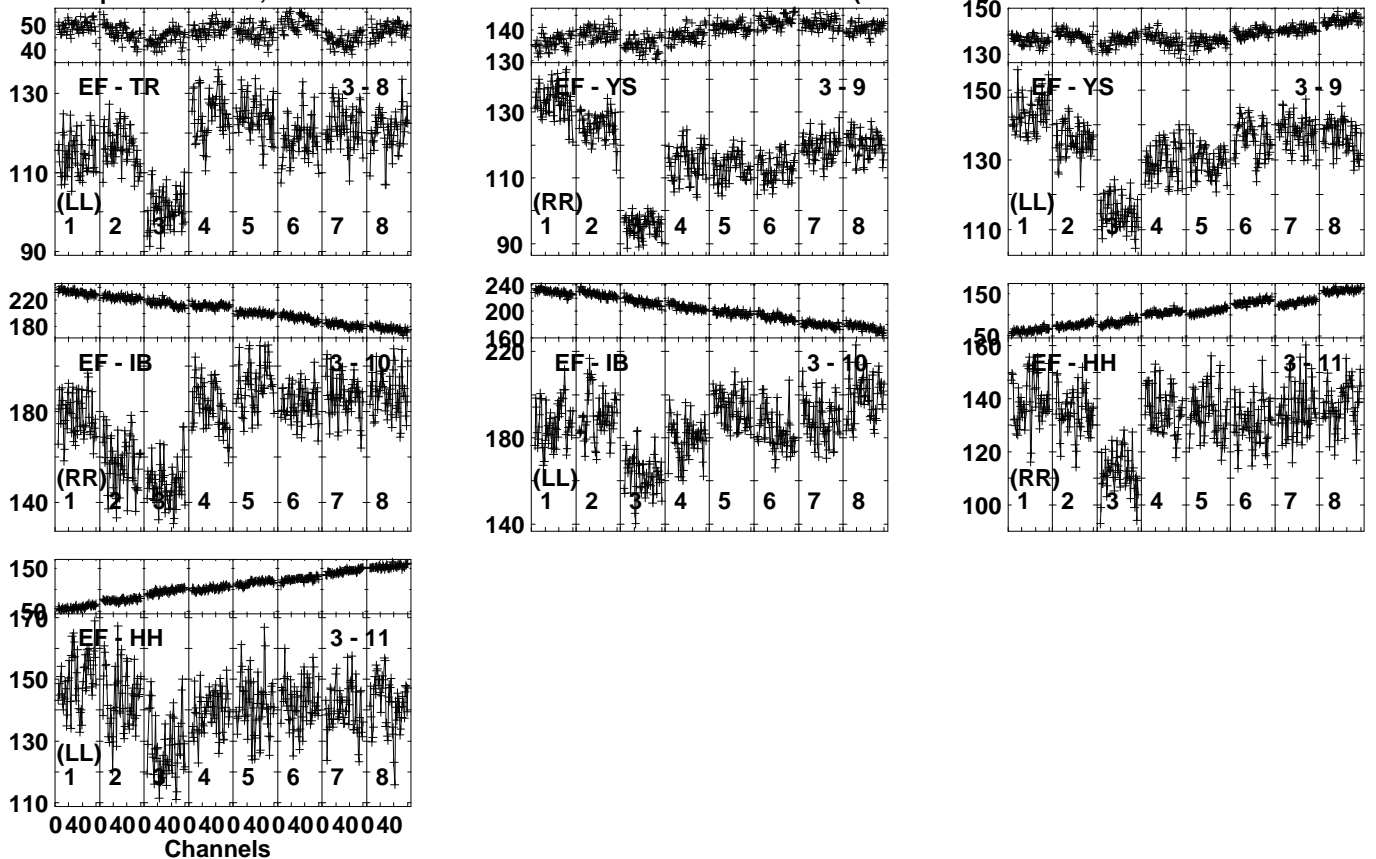 50
40
EF - TR 3 - 8
130
110
90
(LL)
1 2 3 4 5 6 7 8
140
130
EF - YS 3 - 9
130
110
90
(RR)
1 2 3 4 5 6 7 8
150
130
EF - YS 3 - 9
150
130
110
(LL)
1 2 3 4 5 6 7 8
220
180
EF - IB 3 - 10
180
140
(RR)
1 2 3 4 5 6 7 8
240
200
160
EF - IB 3 - 10
220
180
140
(LL)
1 2 3 4 5 6 7 8
150
50
EF - HH 3 - 11
160
140
120
100
(RR)
1 2 3 4 5 6 7 8
150
50
EF - HH 3 - 11
170
150
130
110
(LL)
1 2 3 4 5 6 7 8
0 40 0 40 0 40 0 40 0 40 0 40 0 40 0 40
Channels